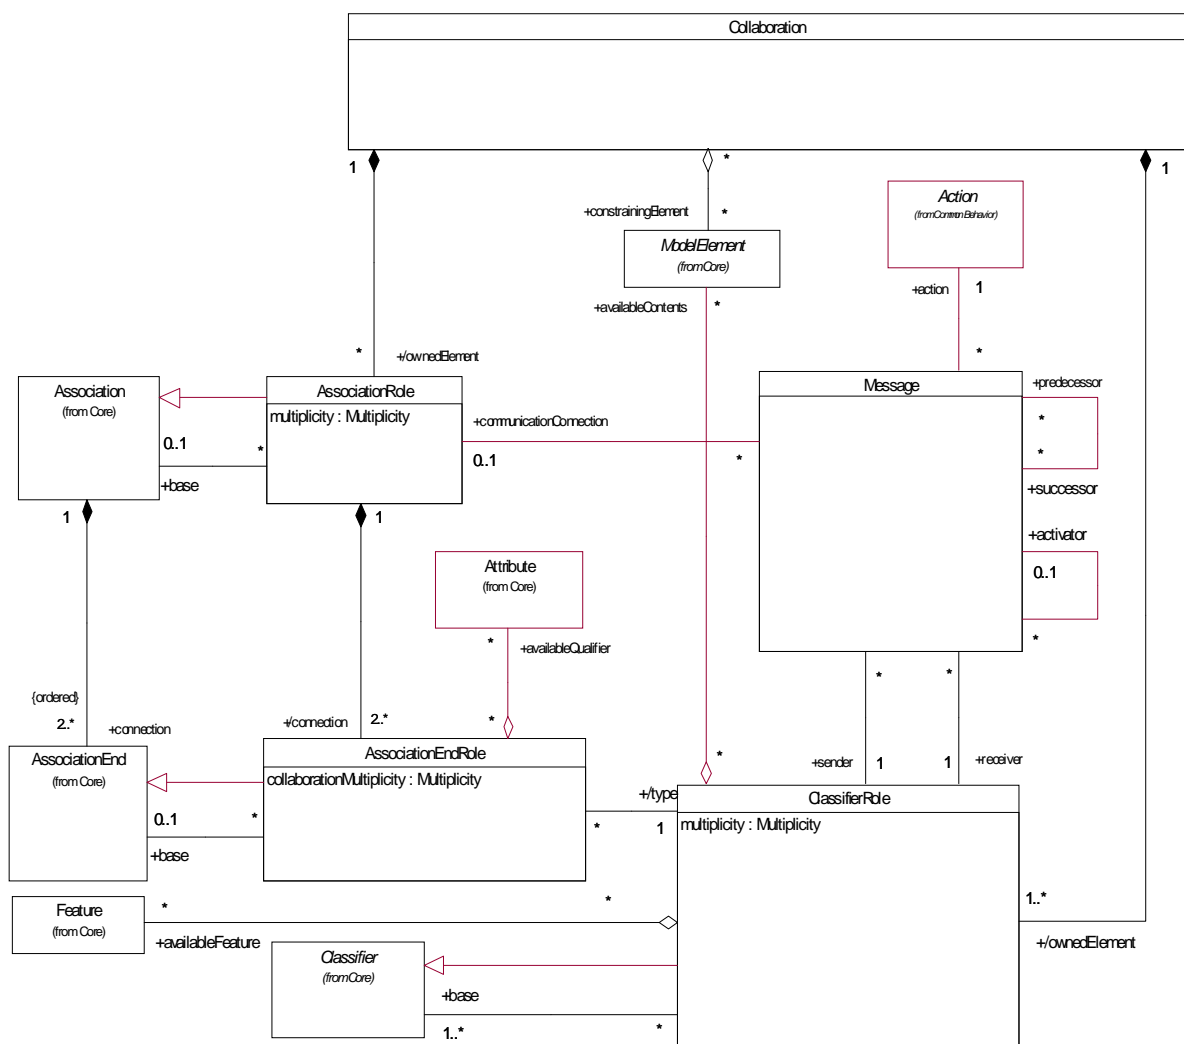 Collaboration
1
*
1
+constrainingElement
*
Action
(from Common Behavior)
ModelElement
(from Core)
+action
1
+availableContents
*
*
*
+/ownedElement
Association
(from Core)
AssociationRole
multiplicity : Multiplicity
Message
+predecessor
*
*
+successor
+communicationConnection
0..1
*
0..1
*
+base
1
1
+activator
0..1
*
Attribute
(from Core)
*
+availableQualifier
*
*
{ordered}
2..*
+connection
+/connection
2..*
*
*
+sender
1
1
+receiver
AssociationEnd
(from Core)
AssociationEndRole
collaborationMultiplicity : Multiplicity
+/type
*
1
ClassifierRole
multiplicity : Multiplicity
0..1
*
+base
Feature
(from Core)
*
*
+availableFeature
1..*
+/ownedElement
Classifier
(from Core)
+base
1..*
*